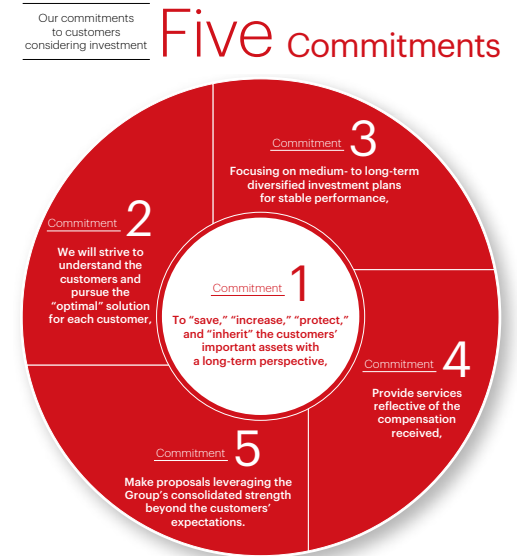 Our commitments
to customers
considering investment
Five Commitments
Commitment 1
To “save,” “increase,” “protect,”
and “inherit” the customers’
important assets with
a long-term perspective,
Commitment 2
We will strive to
understand the
customers and
pursue the
“optimal” solution
for each customer,
Commitment 3
Focusing on medium- to long-term
diversified investment plans
for stable performance,
Commitment 4
Provide services
reflective of the
compensation
received,
Commitment 5
Make proposals leveraging the
Group’s consolidated strength
beyond the customers’
expectations.